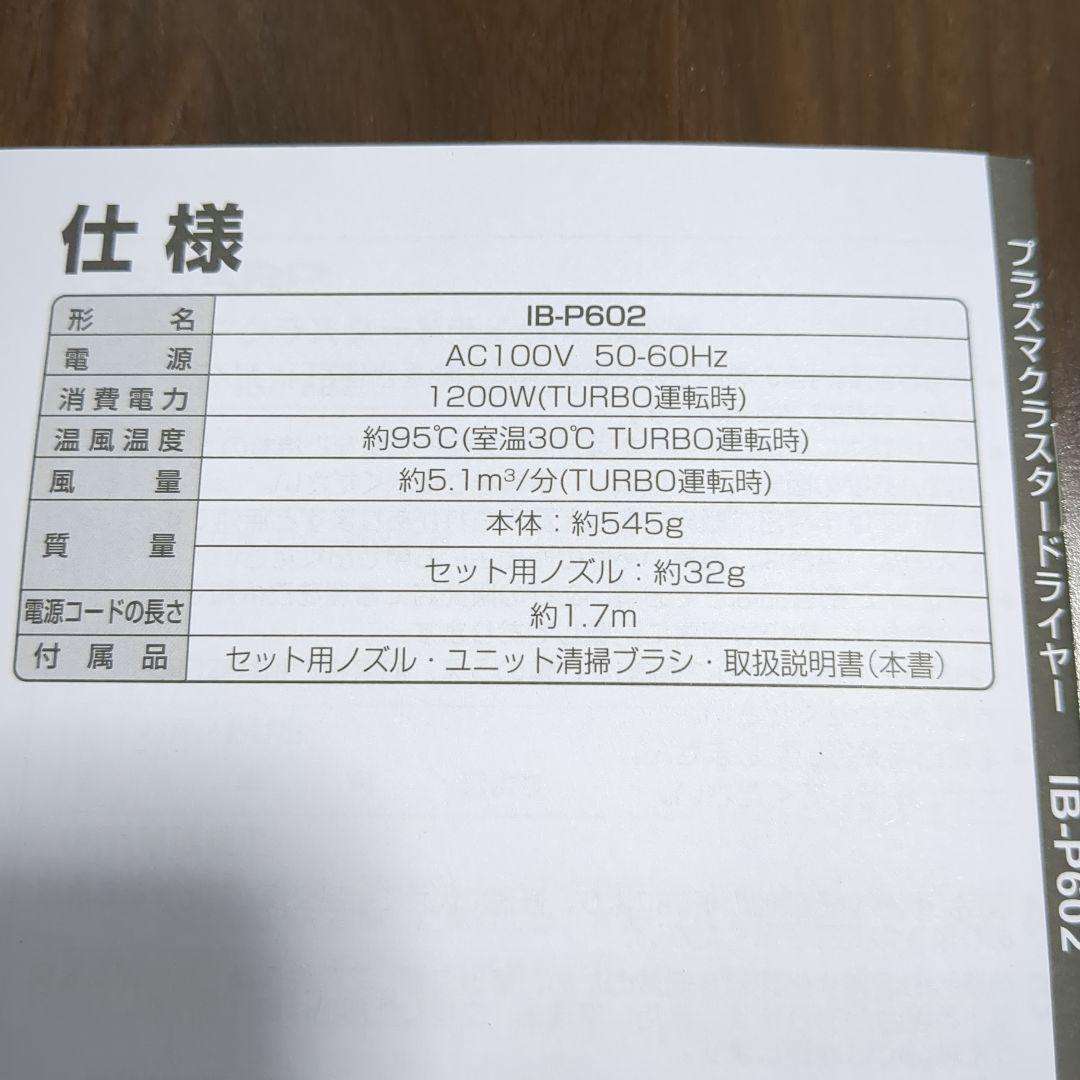 仕様
形名 IB-P602
電源 AC100V 50-60Hz
消費電力 1200W(TURBO運転時)
温風温度 約95℃(室温30℃ TURBO運転時)
風量 約5.1m³/分(TURBO運転時)
質量 本体：約545g
セット用ノズル：約32g
電源コードの長さ 約1.7m
付属品 セット用ノズル・ユニット清掃ブラシ・取扱説明書(本書)
プラズマクラスタードライヤー IB-P602